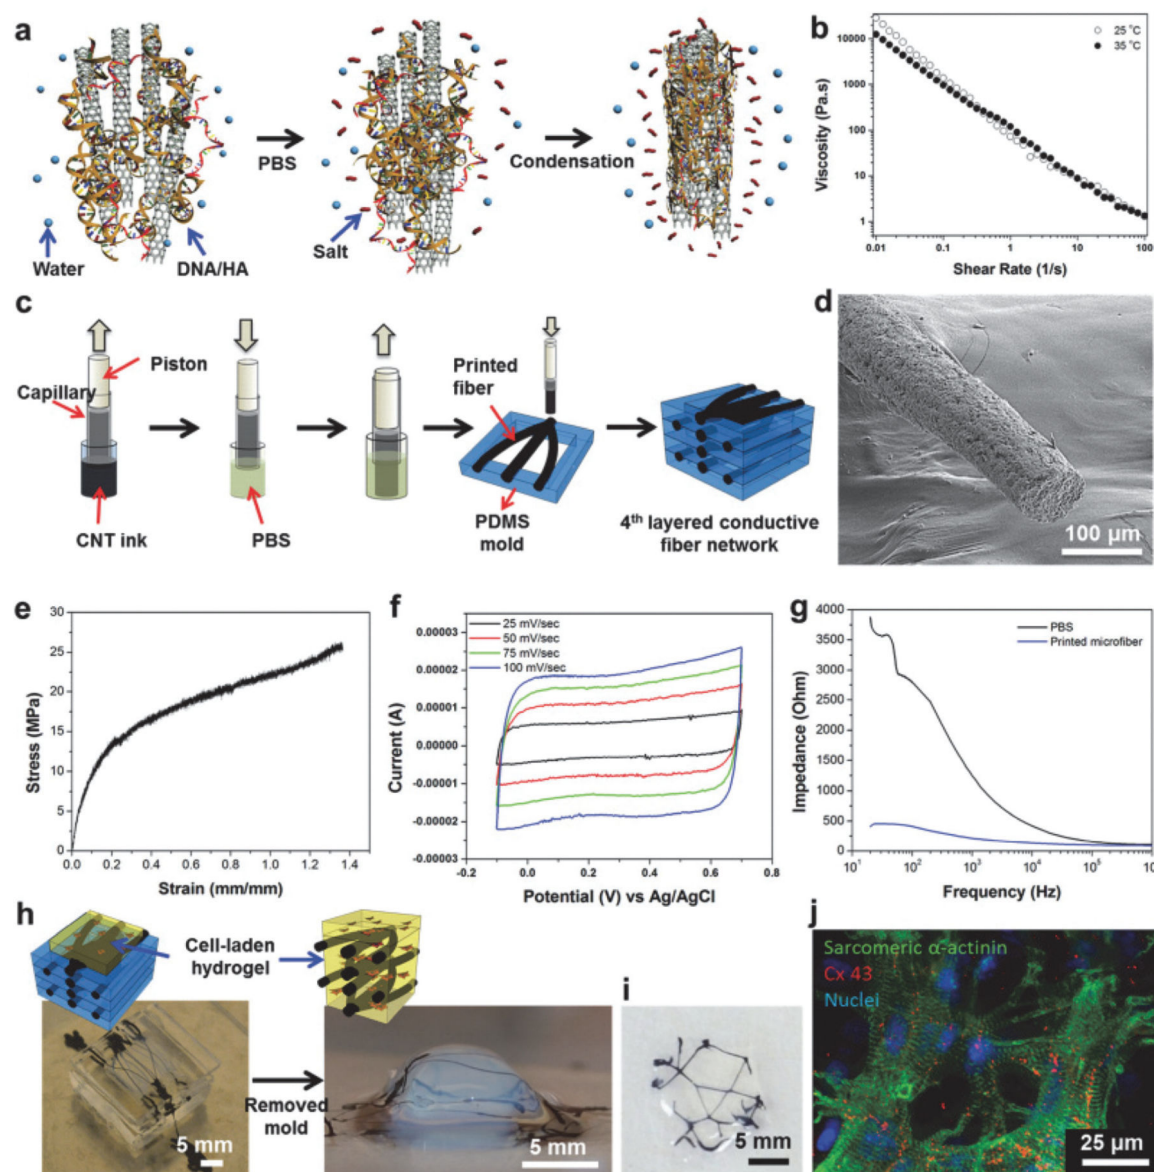 a
PBS
Condensation
Water
DNA/HA
Salt
b
Viscosity (Pa.s)
10000
1000
100
10
1
25 °C
35 °C
0.01
0.1
1
10
100
Shear Rate (1/s)
c
Piston
Capillary
CNT ink
PBS
Printed
fiber
PDMS
mold
4th layered conductive
fiber network
d
100 µm
e
Stress (MPa)
30
25
20
15
10
5
0
0.0 0.2 0.4 0.6 0.8 1.0 1.2 1.4
Strain (mm/mm)
f
Current (A)
0.00003
0.00002
0.00001
0.00000
-0.00001
-0.00002
-0.00003
25 mV/sec
50 mV/sec
75 mV/sec
100 mV/sec
-0.2 0.0 0.2 0.4 0.6 0.8
Potential (V) vs Ag/AgCl
g
Impedance (Ohm)
4000
3500
3000
2500
2000
1500
1000
500
0
PBS
Printed microfiber
10¹ 10² 10³ 10⁴ 10⁵ 10⁶
Frequency (Hz)
h
Cell-laden
hydrogel
Removed
mold
5 mm
5 mm
i
5 mm
j
Sarcomeric α-actinin
Cx 43
Nuclei
25 µm